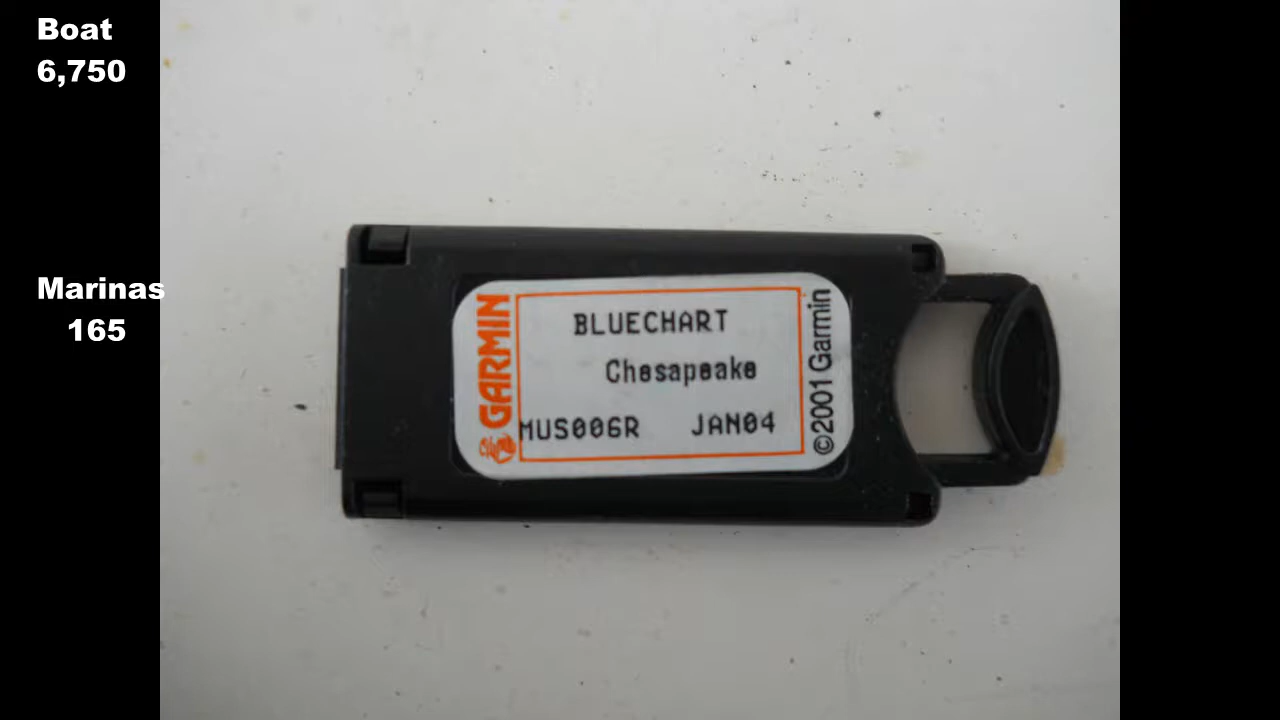 Boat
6,750
Marinas
165
GARMIN
BLUECHART
Chesapeake
MUS006R JAN04
©2001 Garmin